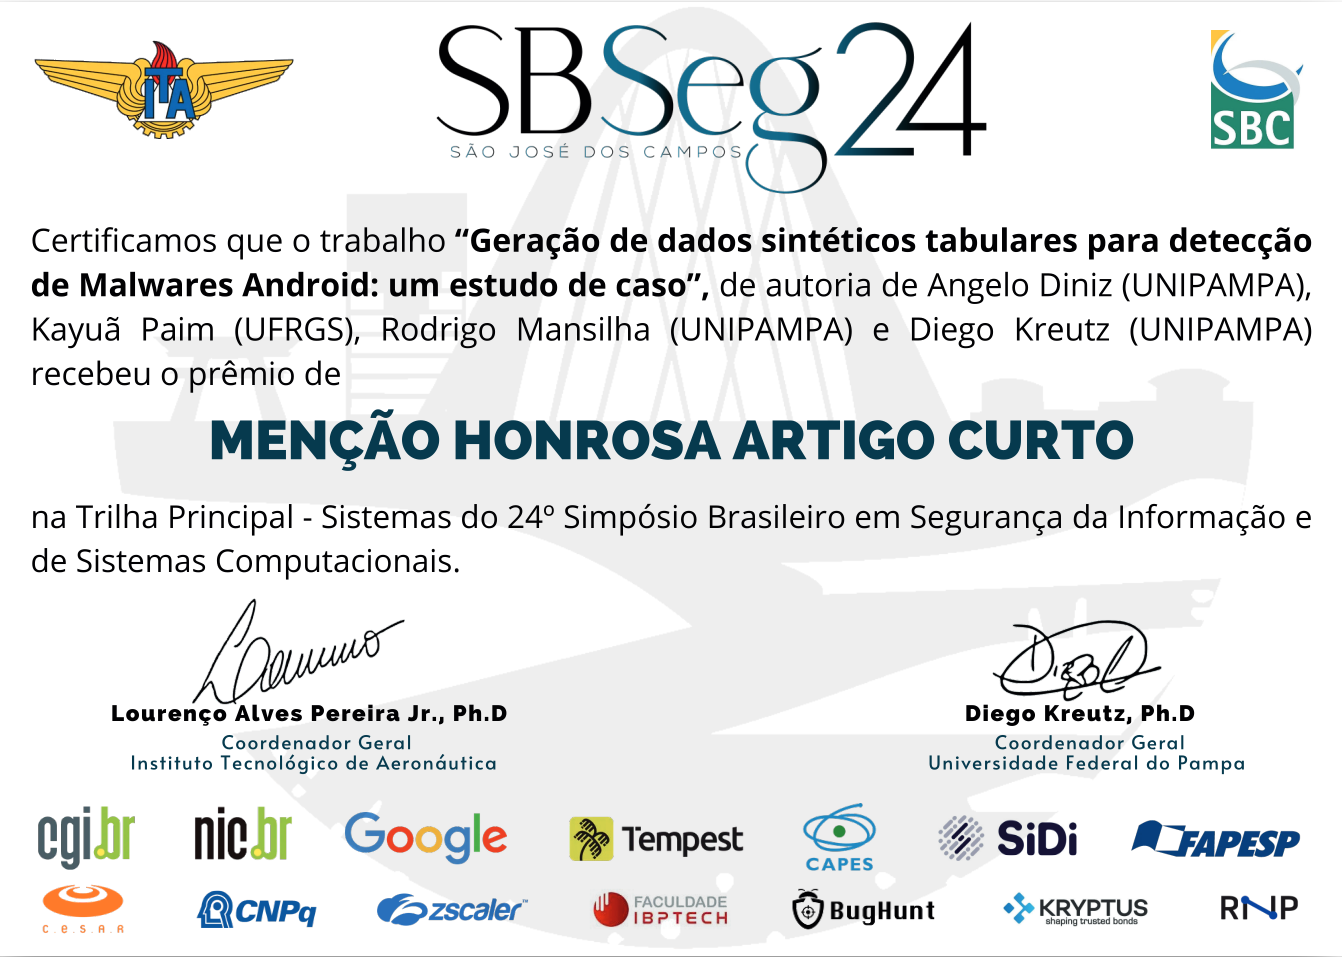 ITA
SBSeg24
SÃO JOSÉ DOS CAMPOS
SBC
Certificamos que o trabalho “Geração de dados sintéticos tabulares para detecção
de Malwares Android: um estudo de caso”, de autoria de Angelo Diniz (UNIPAMPA),
Kayuã Paim (UFRGS), Rodrigo Mansilha (UNIPAMPA) e Diego Kreutz (UNIPAMPA)
recebeu o prêmio de
MENÇÃO HONROSA ARTIGO CURTO
na Trilha Principal - Sistemas do 24º Simpósio Brasileiro em Segurança da Informação e
de Sistemas Computacionais.
Lourenço Alves Pereira Jr., Ph.D
Coordenador Geral
Instituto Tecnológico de Aeronáutica
Diego Kreutz, Ph.D
Coordenador Geral
Universidade Federal do Pampa
cgi.br nic.br Google Tempest CAPES SiDi FAPESP
C.E.S.A.R CNPq zscaler™ FACULDADE IBPTECH BugHunt KRYPTUS shaping trusted bonds RNP